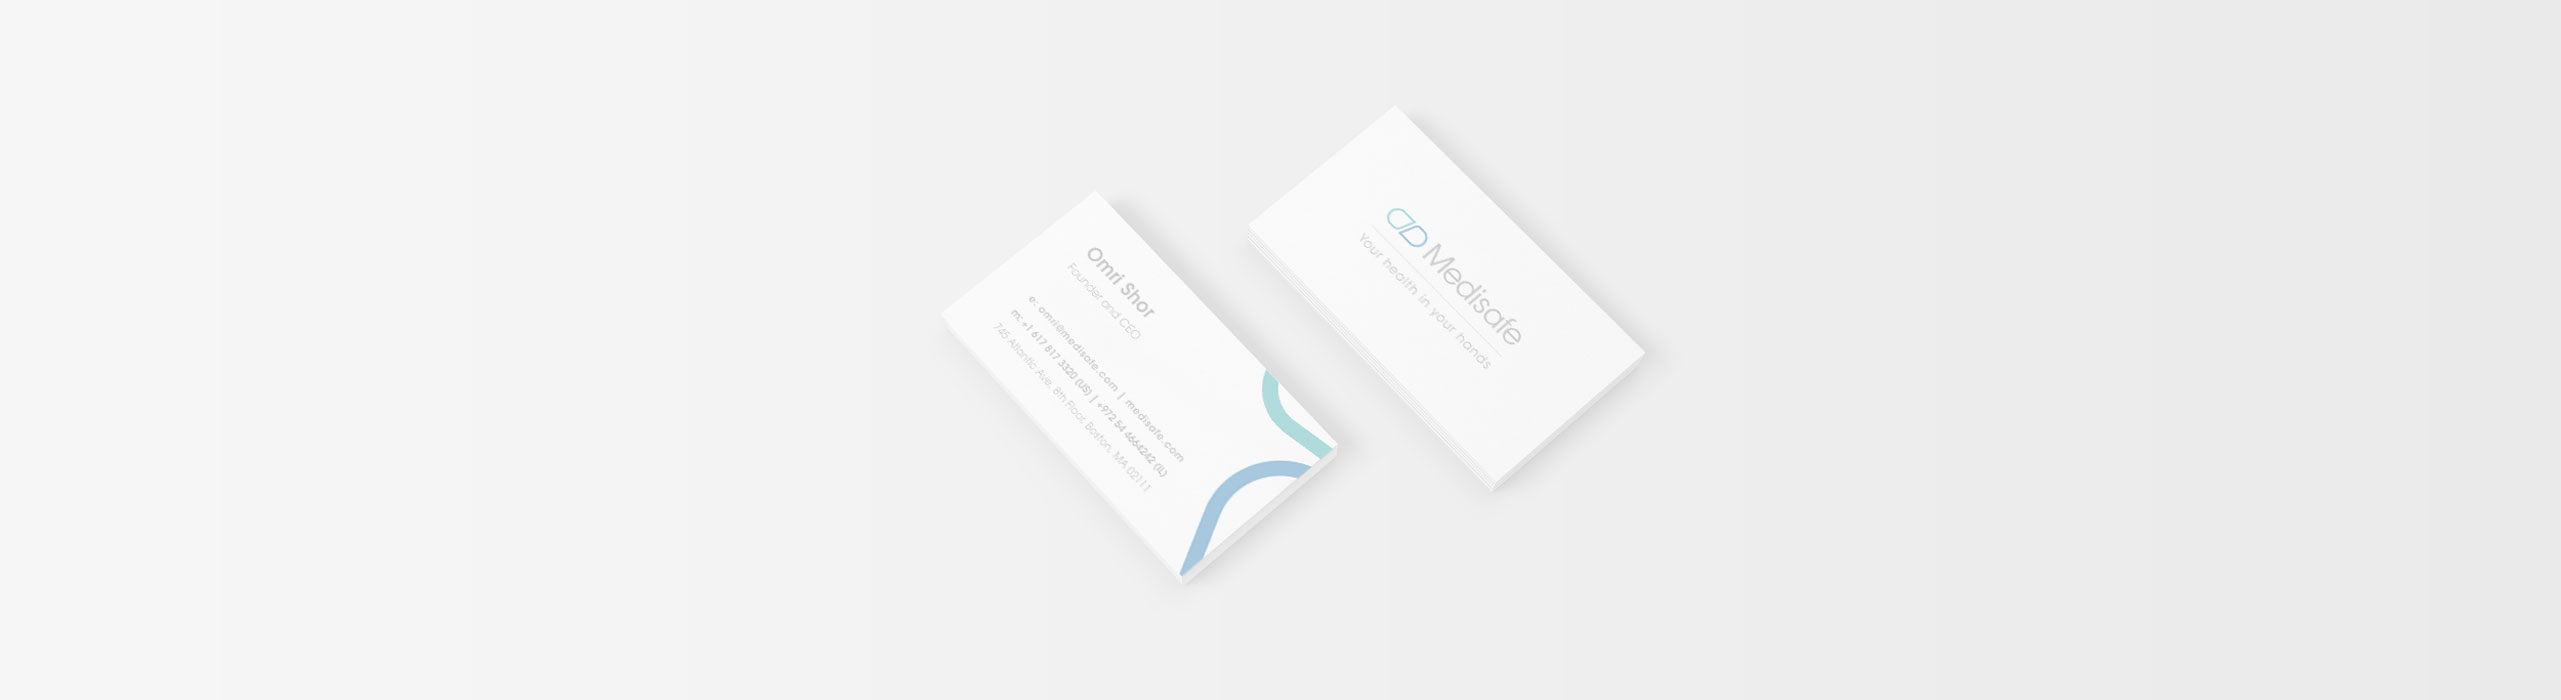 Omri Shor
Founder and CEO
e: omri@medisafe.com | medisafe.com
m: +1 617 817 3320 (US) | +972 54 4664242 (IL)
745 Atlantic Ave, 8th Floor, Boston, MA 02111
Medisafe
Your health in your hands